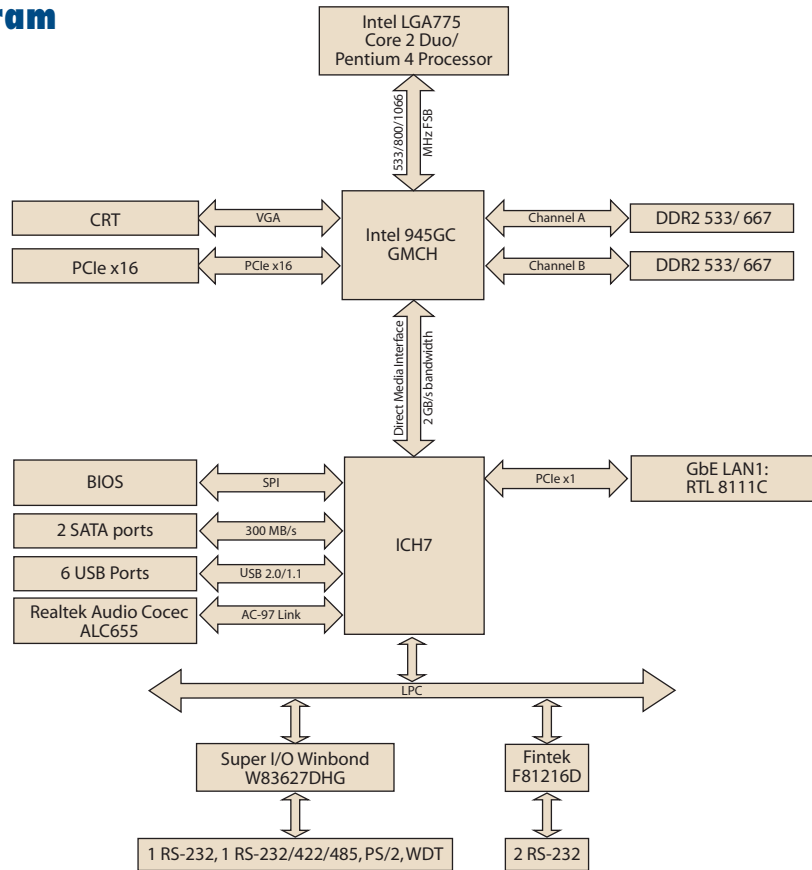 ram
Intel LGA775
Core 2 Duo/
Pentium 4 Processor
533/800/1066
MHz FSB
CRT
VGA
Intel 945GC
GMCH
Channel A
DDR2 533/ 667
PCIe x16
PCIe x16
Channel B
DDR2 533/ 667
Direct Media Interface
2 GB/s bandwidth
BIOS
SPI
ICH7
PCIe x1
GbE LAN1:
RTL 8111C
2 SATA ports
300 MB/s
6 USB Ports
USB 2.0/1.1
Realtek Audio Cocec
ALC655
AC-97 Link
LPC
Super I/O Winbond
W83627DHG
Fintek
F81216D
1 RS-232, 1 RS-232/422/485, PS/2, WDT
2 RS-232